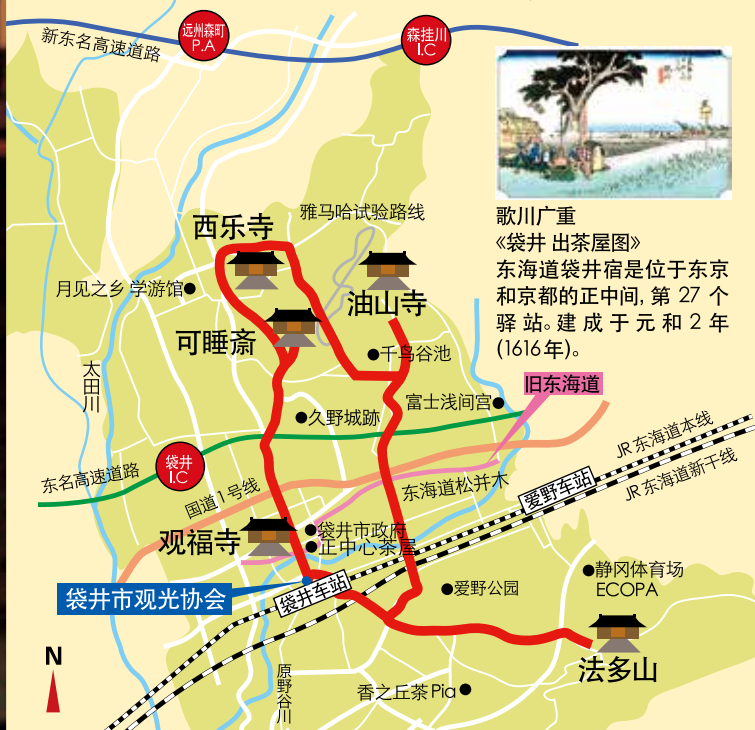 新东名高速道路
远州森町
P.A
森挂川
I.C
歌川广重
《袋井 出茶屋图》
东海道袋井宿是位于东京
和京都的正中间, 第 27 个
驿站。建成于元和2年
(1616年)。
西乐寺
雅马哈试验路线
月见之乡 学游馆
油山寺
可睡斋
千鸟谷池
太田川
旧东海道
富士浅间宫
久野城跡
JR 东海道本线
袋井
I.C
东名高速道路
国道1号线
东海道松并木
爱野车站
JR 东海道新干线
观福寺
袋井市政府
正中心茶屋
袋井市观光协会
袋井车站
爱野公园
静冈体育场
ECOPA
N
原野谷川
香之丘茶 Pia
法多山